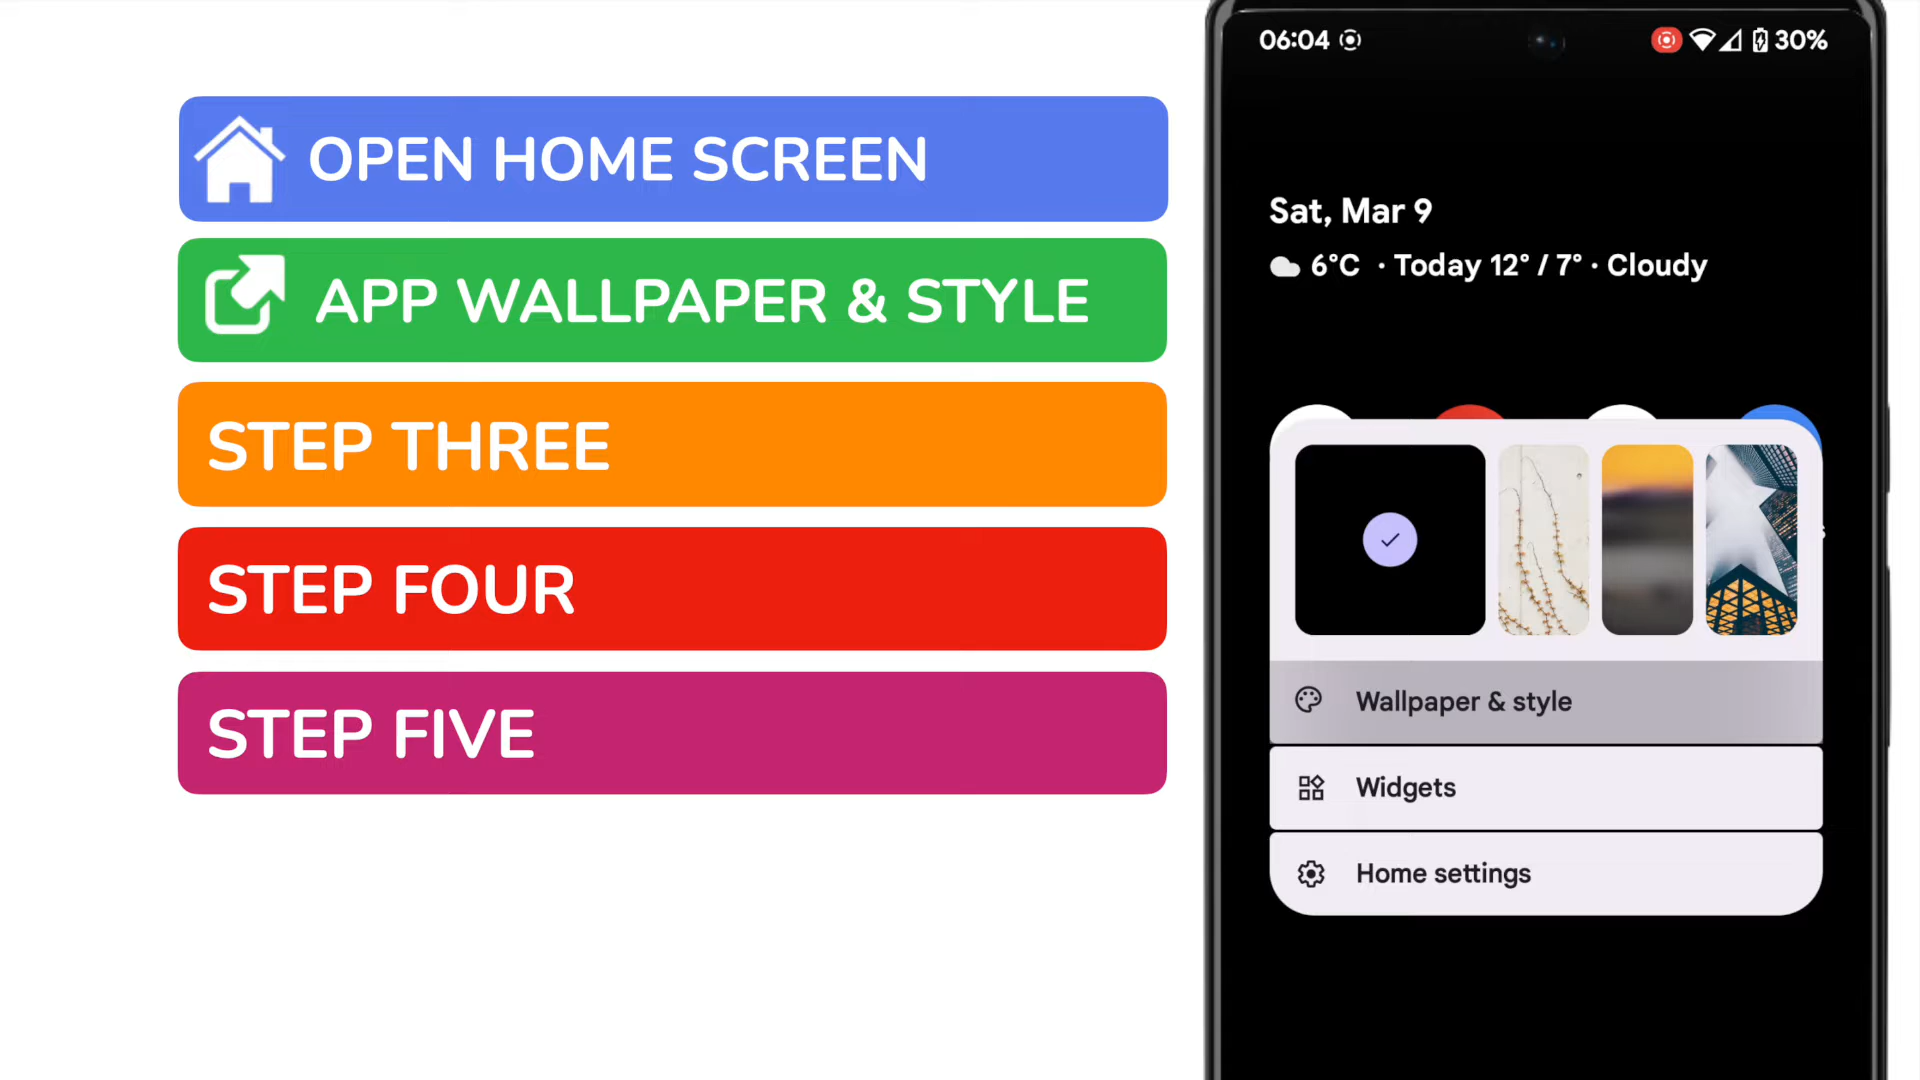 OPEN HOME SCREEN
APP WALLPAPER & STYLE
STEP THREE
STEP FOUR
STEP FIVE
06:04
30%
Sat, Mar 9
6°C · Today 12° / 7° · Cloudy
Wallpaper & style
Widgets
Home settings